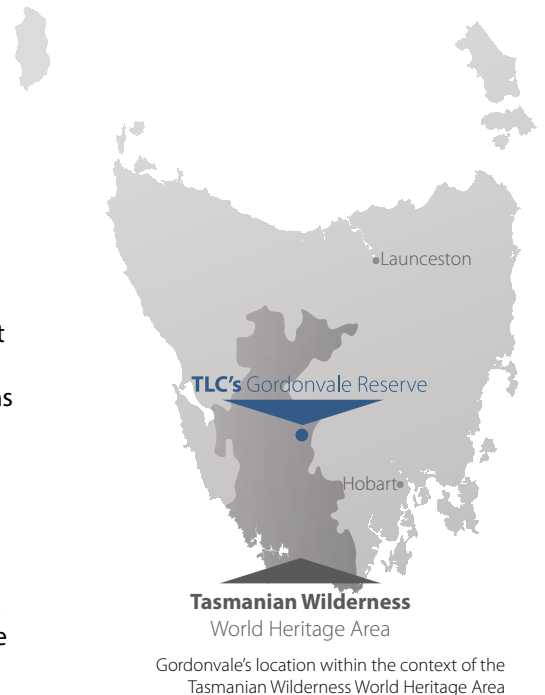 Launceston
TLC's Gordonvale Reserve
Hobart
Tasmanian Wilderness
World Heritage Area
Gordonvale's location within the context of the
Tasmanian Wilderness World Heritage Area